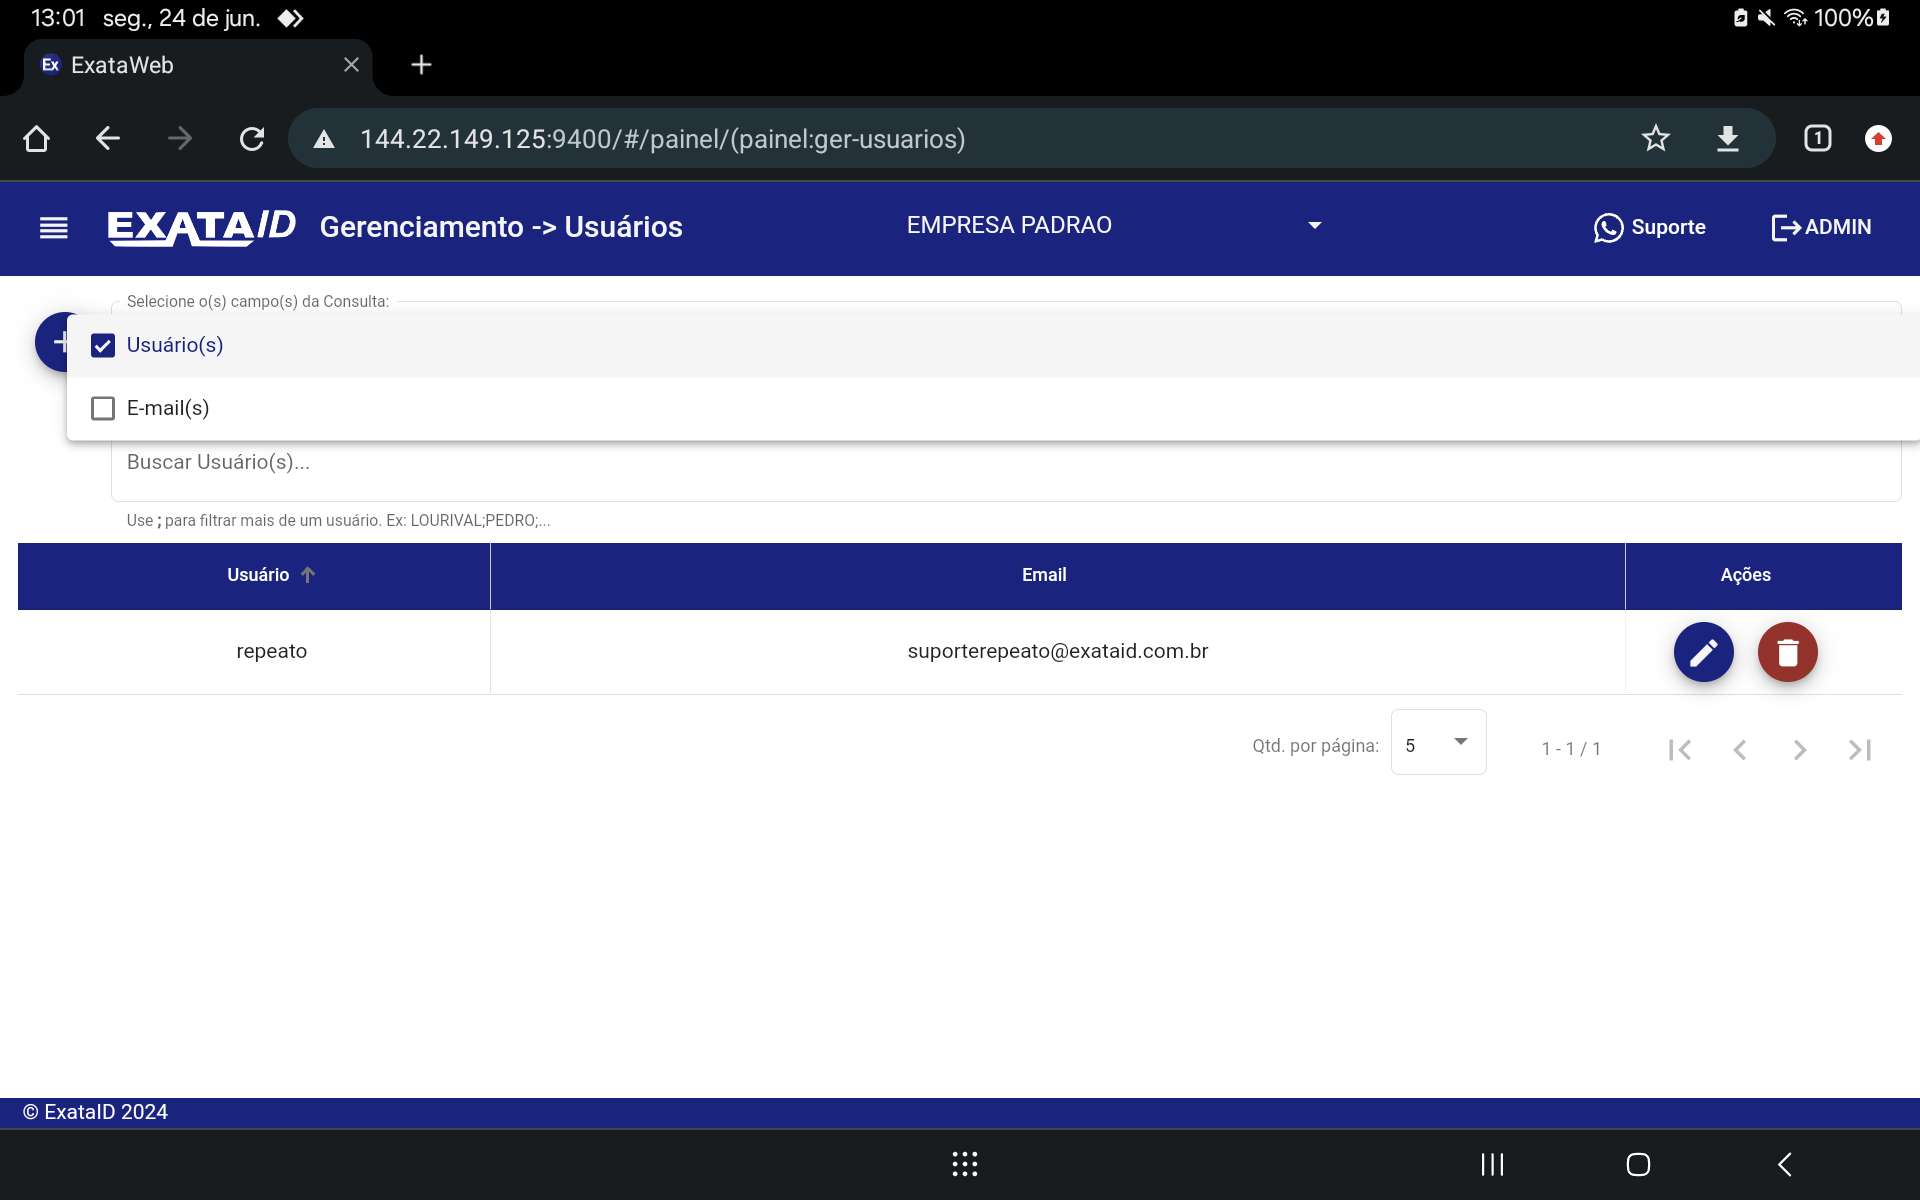 13:01 seg., 24 de jun. 100%
Ex ExataWeb
144.22.149.125:9400/#/painel/(painel:ger-usuarios) 1
EXATAID Gerenciamento -> Usuários EMPRESA PADRAO Suporte ADMIN
Selecione o(s) campo(s) da Consulta:
Usuário(s)
E-mail(s)
Buscar Usuário(s)...
Use ; para filtrar mais de um usuário. Ex: LOURIVAL;PEDRO;...
Usuário Email Ações
repeato suporterepeato@exataid.com.br
Qtd. por página: 5 1 - 1 / 1
© ExataID 2024